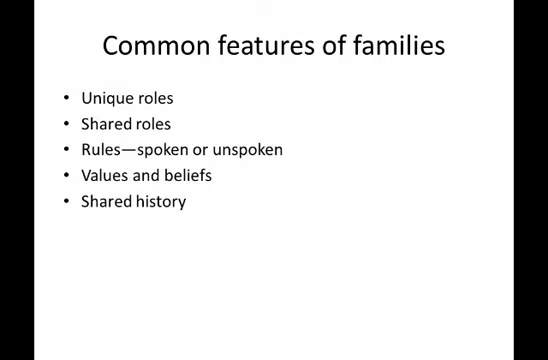 Common features of families
• Unique roles
• Shared roles
• Rules—spoken or unspoken
• Values and beliefs
• Shared history